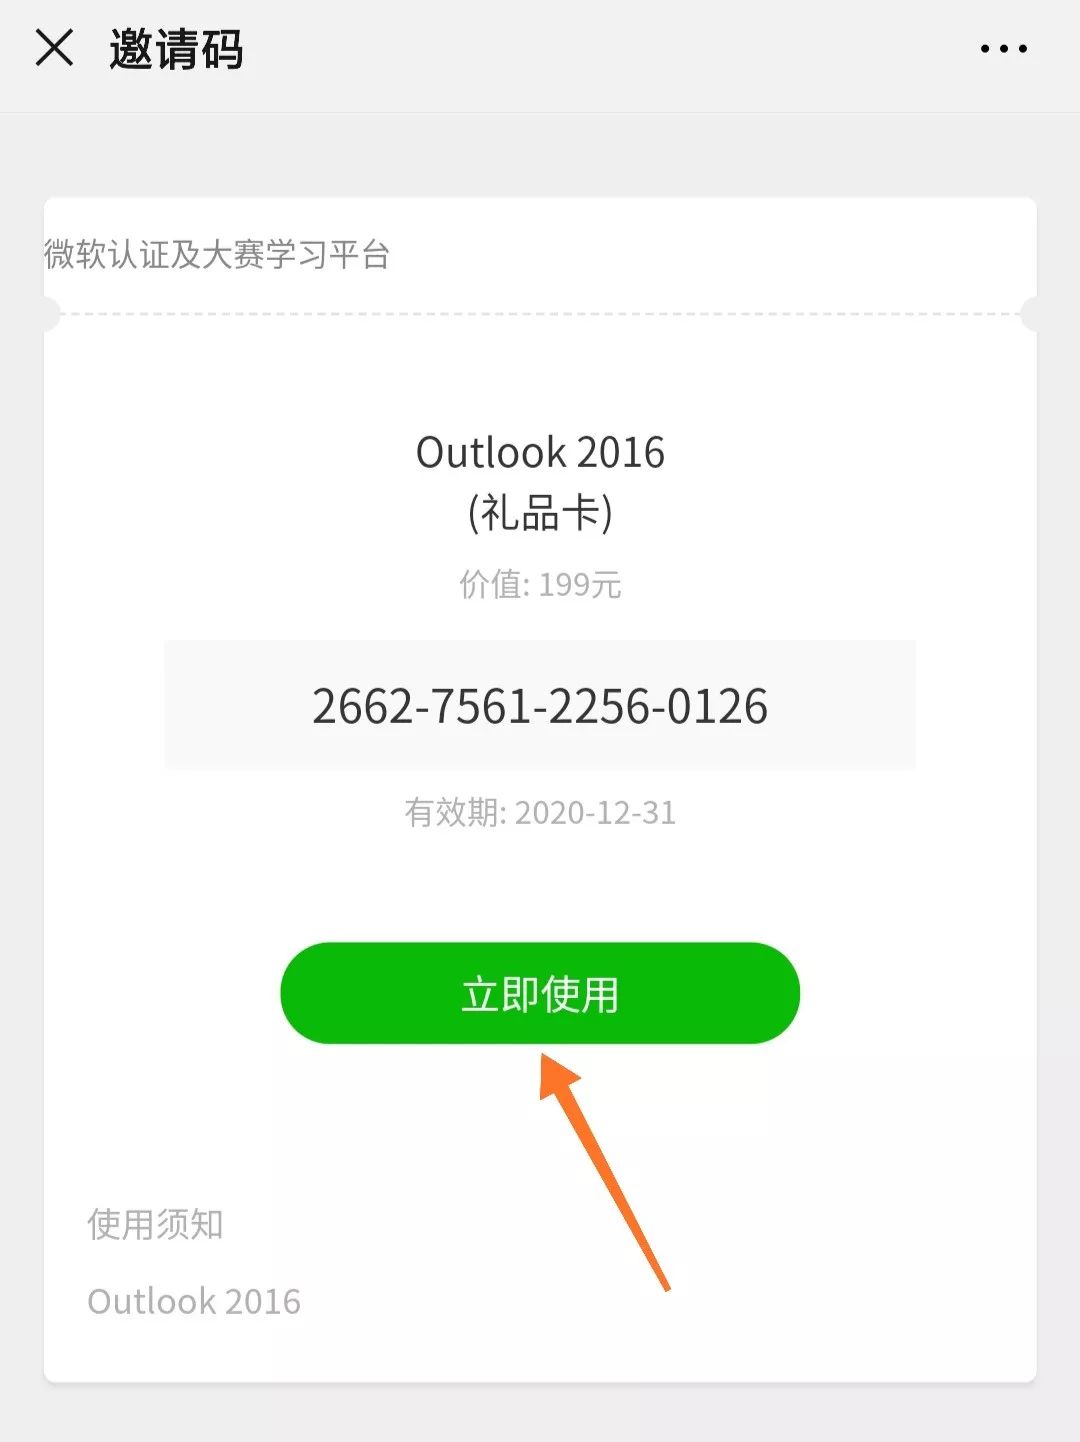 邀请码
微软认证及大赛学习平台
Outlook 2016
(礼品卡)
价值: 199元
2662-7561-2256-0126
有效期: 2020-12-31
立即使用
使用须知
Outlook 2016